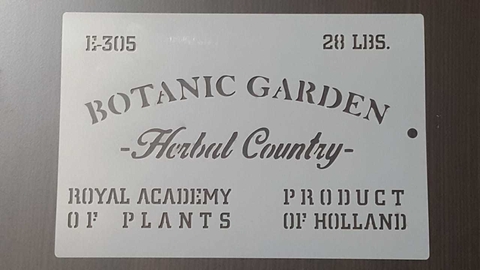 E-305 28 LBS.
BOTANIC GARDEN
-Herbal Country-
ROYAL ACADEMY PRODUCT
OF PLANTS OF HOLLAND